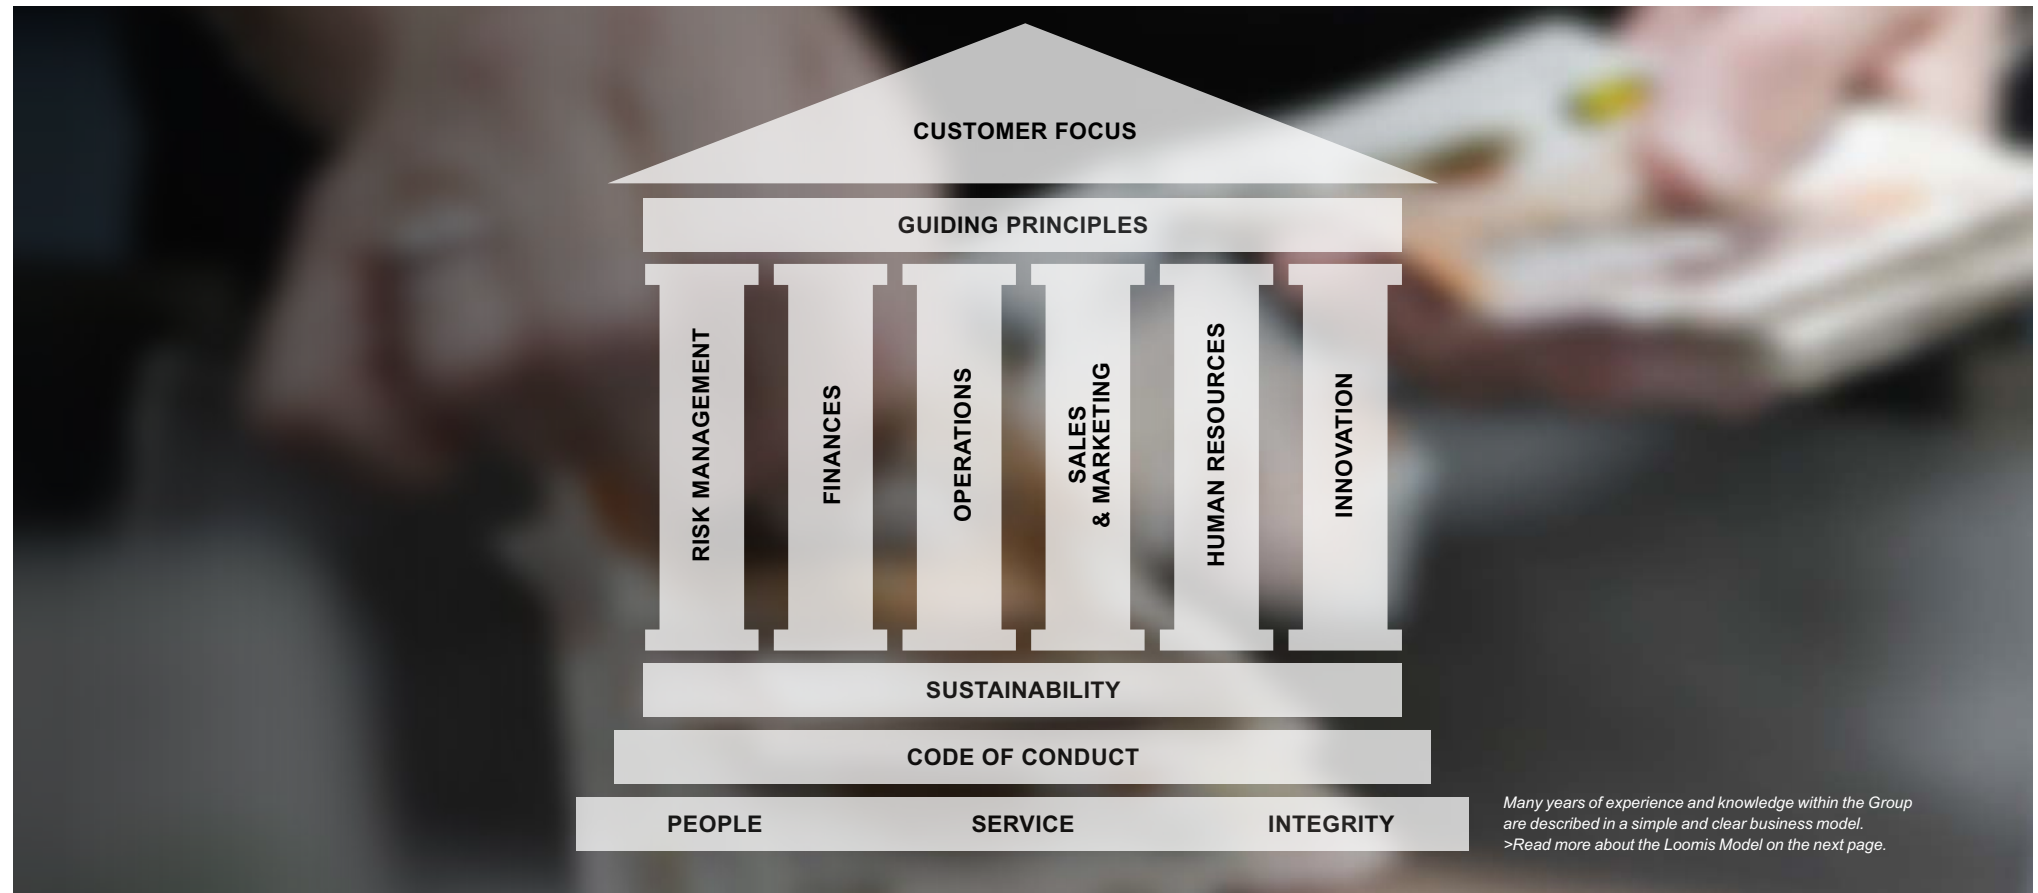 CUSTOMER FOCUS
GUIDING PRINCIPLES
RISK MANAGEMENT
FINANCES
OPERATIONS
SALES
& MARKETING
HUMAN RESOURCES
INNOVATION
SUSTAINABILITY
CODE OF CONDUCT
PEOPLE SERVICE INTEGRITY
Many years of experience and knowledge within the Group
are described in a simple and clear business model.
>Read more about the Loomis Model on the next page.